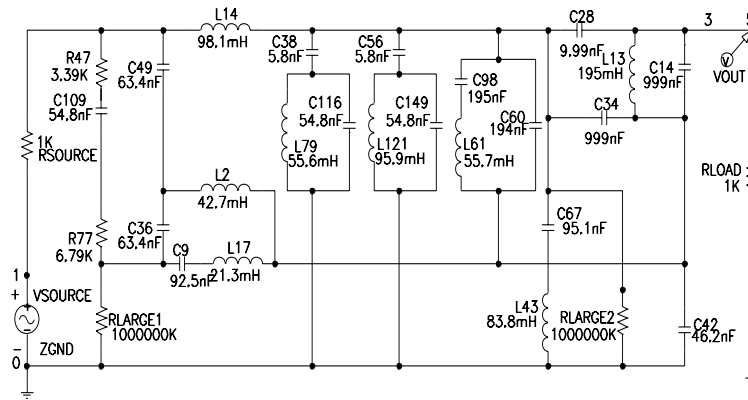 L14
98.1mH
C28
9.99nF
3
5
R47
3.39K
C49
63.4nF
C38
5.8nF
C56
5.8nF
C98
195nF
L13
195mH
C14
999nF
V
VOUT
C109
54.8nF
C116
54.8nF
C149
54.8nF
C60
194nF
C34
999nF
1K
RSOURCE
L79
55.6mH
L121
95.9mH
L61
55.7mH
L2
42.7mH
RLOAD
1K
R77
6.79K
C36
63.4nF
C67
95.1nF
C9
92.5nF
L17
21.3mH
1
+
VSOURCE
RLARGE1
1000000K
L43
83.8mH
RLARGE2
1000000K
C42
46.2nF
−
0
ZGND